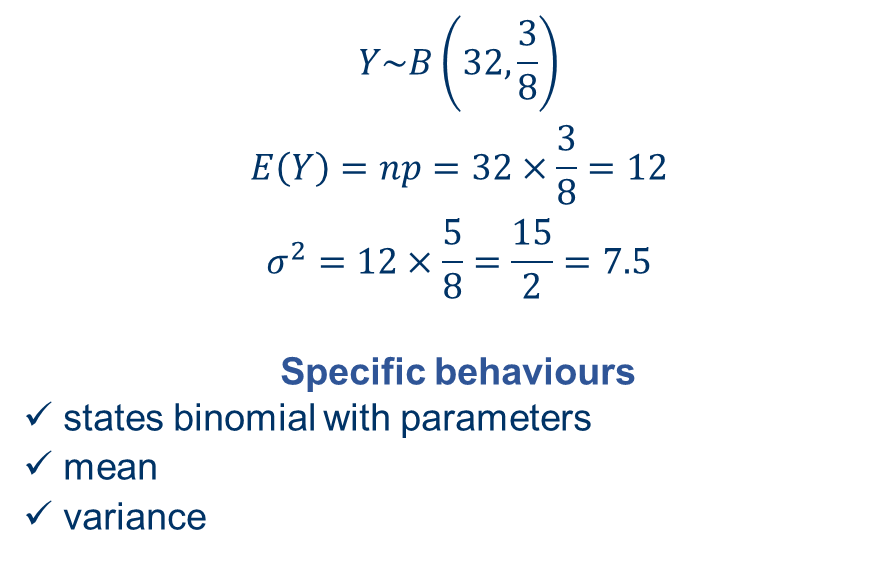 Y~B(32, 3/8)
E(Y) = np = 32 × 3/8 = 12
σ² = 12 × 5/8 = 15/2 = 7.5
Specific behaviours
✓ states binomial with parameters
✓ mean
✓ variance